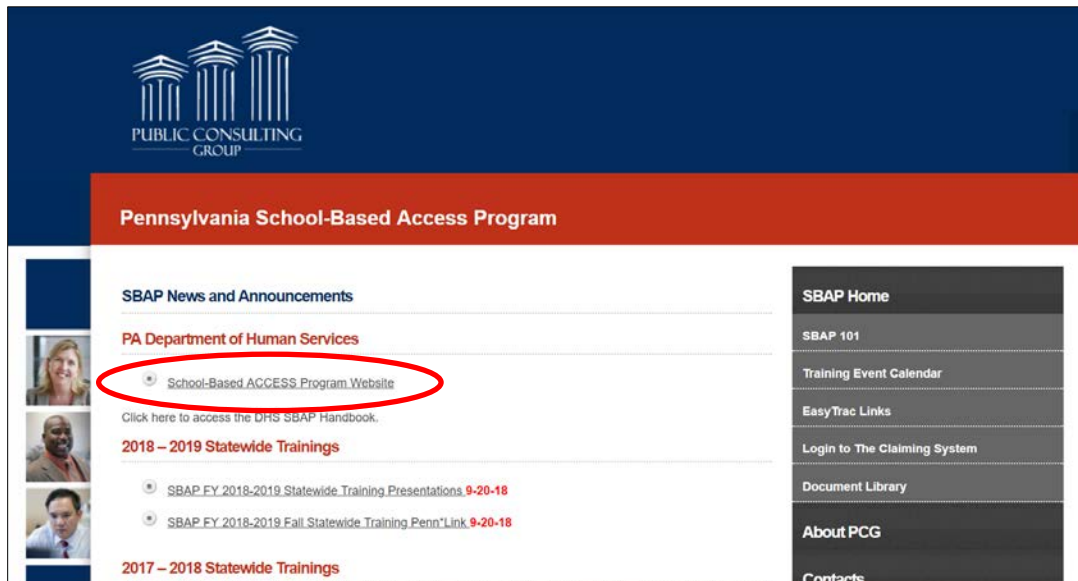 PUBLIC CONSULTING
GROUP
Pennsylvania School-Based Access Program
SBAP News and Announcements
PA Department of Human Services
School-Based ACCESS Program Website
Click here to access the DHS SBAP Handbook.
2018 – 2019 Statewide Trainings
SBAP FY 2018-2019 Statewide Training Presentations 9-20-18
SBAP FY 2018-2019 Fall Statewide Training Penn*Link 9-20-18
2017 – 2018 Statewide Trainings
SBAP Home
SBAP 101
Training Event Calendar
EasyTrac Links
Login to The Claiming System
Document Library
About PCG
Contacts